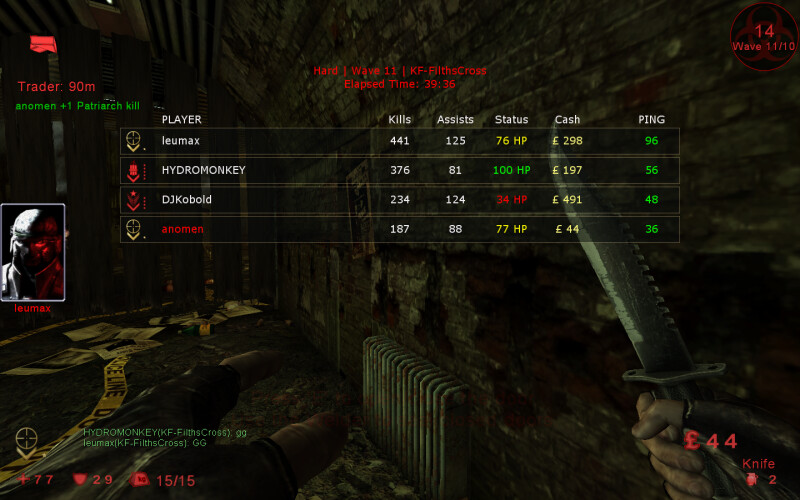 14
Wave 11/10
Hard | Wave 11 | KF-FilthsCross
Elapsed Time: 39:36
Trader: 90m
anomen +1 Patriarch kill
PLAYER Kills Assists Status Cash PING
leumax 441 125 76 HP £ 298 96
HYDROMONKEY 376 81 100 HP £ 197 56
DJKobold 234 124 34 HP £ 491 48
anomen 187 88 77 HP £ 44 36
leumax
HYDROMONKEY(KF-FilthsCross): gg
leumax(KF-FilthsCross): GG
£ 44
Knife
77 29 15/15 2